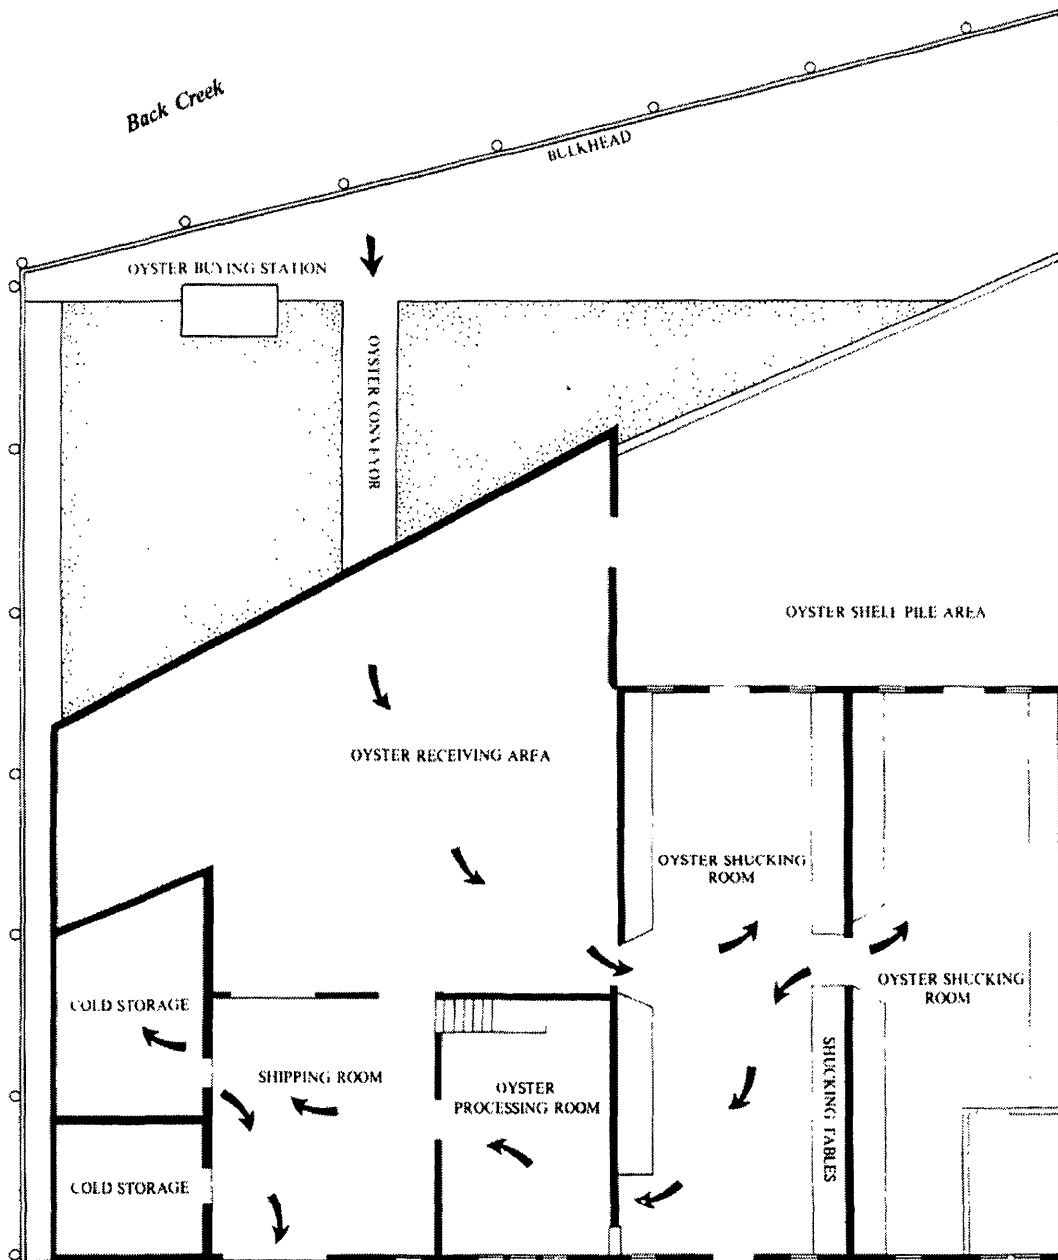 Back Creek
BULKHEAD
OYSTER BUYING STATION
OYSTER CONVEYOR
OYSTER SHELL PILE AREA
OYSTER RECEIVING AREA
OYSTER SHUCKING
ROOM
OYSTER SHUCKING
ROOM
COLD STORAGE
SHIPPING ROOM
OYSTER
PROCESSING ROOM
SHUCKING TABLES
COLD STORAGE